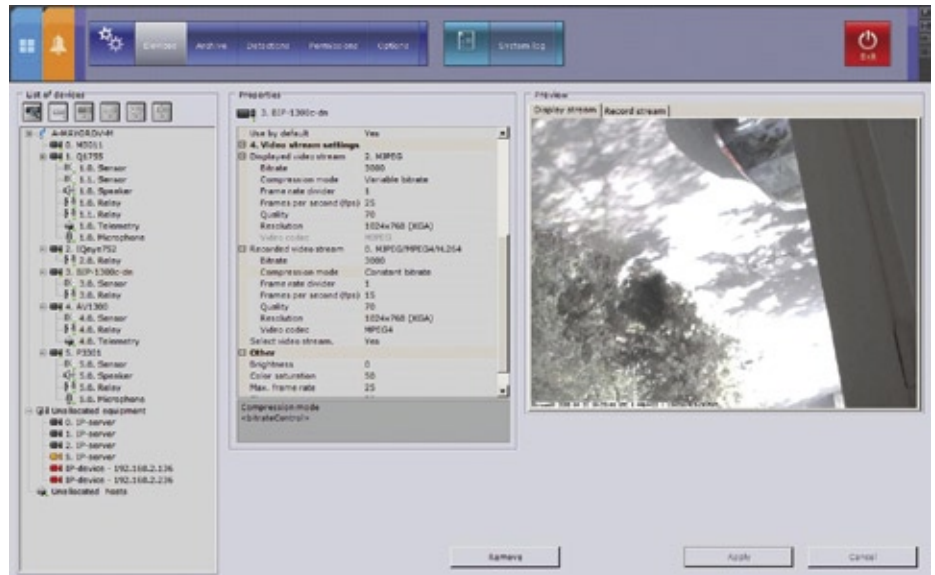 Devices
Archive
Detections
Permissions
Options
System log
Exit
List of devices
A-MAYOROV-M
0. M3011
1. Q1755
1.0. Sensor
1.0. Speaker
1.0. Relay
1.1. Relay
1.0. Telemetry
1.0. Microphone
2. IQeye752
2.0. Relay
3. BIP-1300c-dn
3.0. Sensor
3.0. Relay
4. AV1300
4.0. Sensor
4.0. Relay
4.0. Telemetry
5. P3301
5.0. Sensor
5.0. Speaker
5.0. Relay
5.0. Microphone
Unallocated equipment
0. IP-server
1. IP-server
2. IP-server
5. IP-server
IP-device - 192.168.2.136
IP-device - 192.168.2.236
Unallocated hosts
Properties
3. BIP-1300c-dn
Use by default Yes
4. Video stream settings
Displayed video stream 2. MJPEG
Bitrate 3000
Compression mode Variable bitrate
Frame rate divider 1
Frames per second (fps) 25
Quality 70
Resolution 1024x768 (XGA)
Video codec MJPEG
Recorded video stream 0. MJPEG/MPEG4/H.264
Bitrate 3000
Compression mode Constant bitrate
Frame rate divider 1
Frames per second (fps) 15
Quality 70
Resolution 1024x768 (XGA)
Video codec MPEG4
Select video stream. Yes
Other
Brightness 0
Color saturation 50
Max. frame rate 25
Compression mode
<bitrateControl>
Preview
Display stream
Record stream
Remove
Apply
Cancel